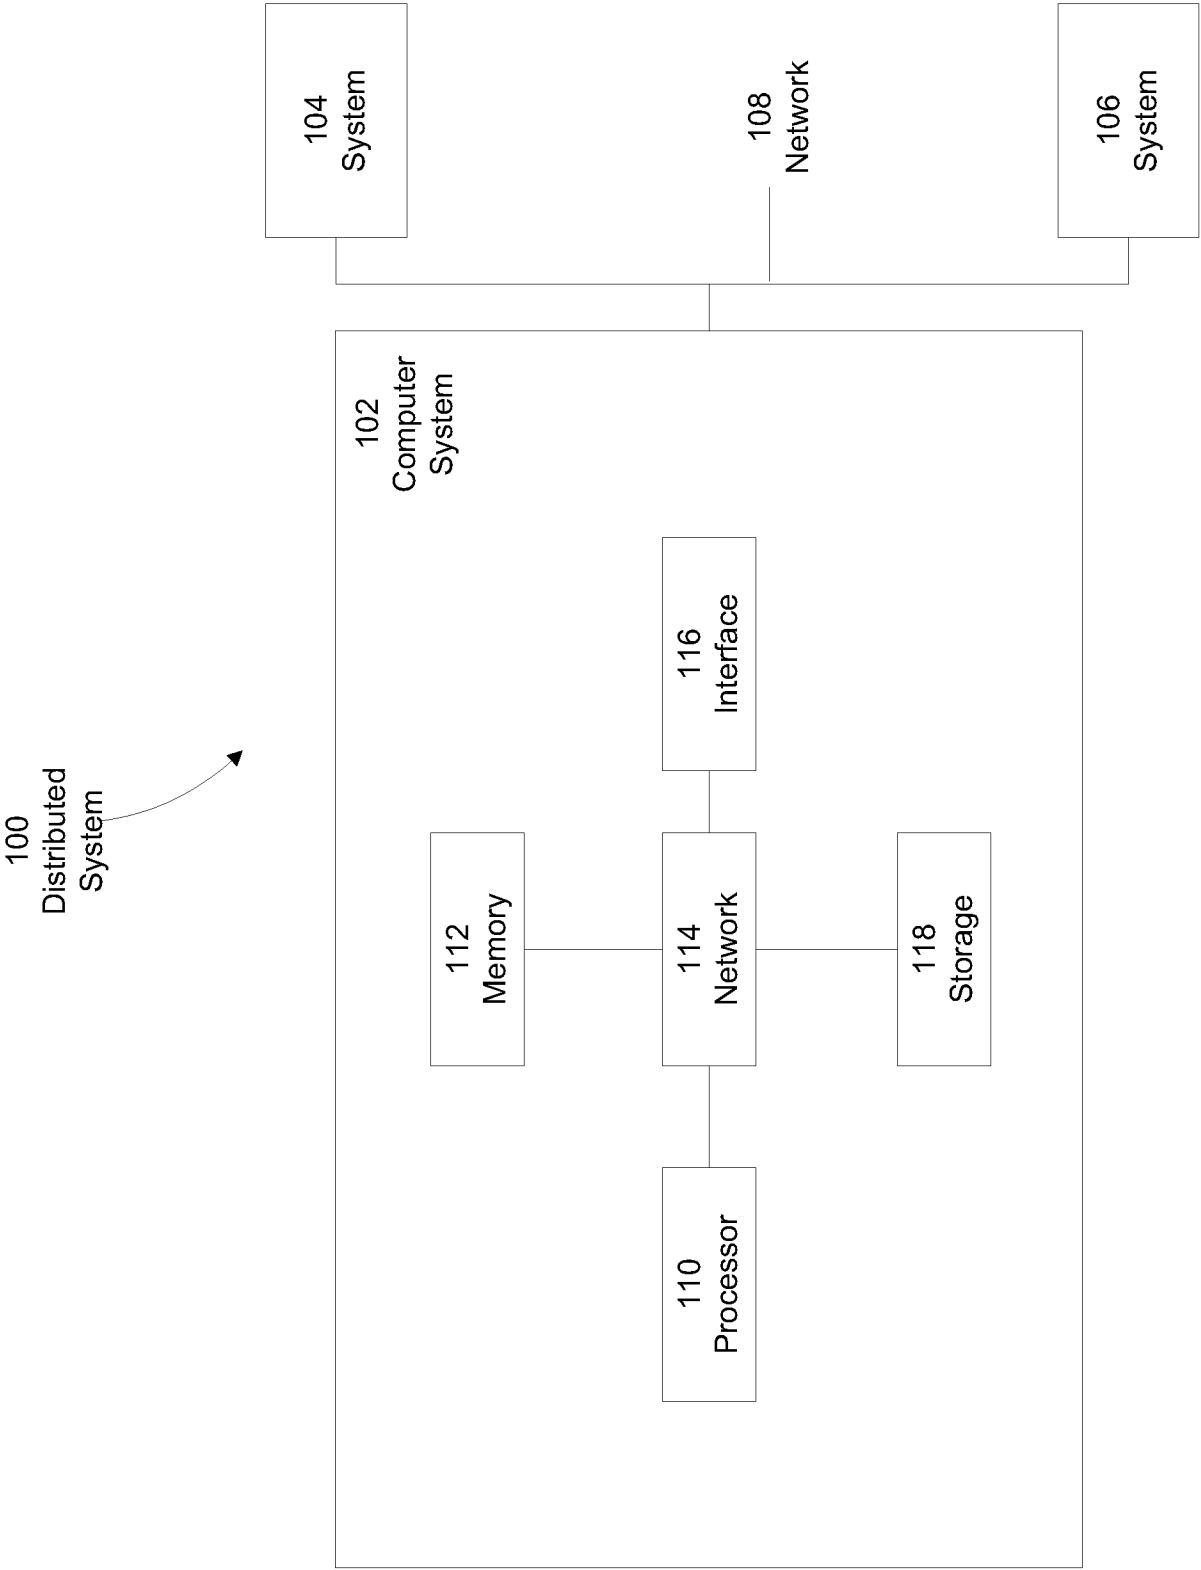 100
Distributed
System
102
Computer
System
104
System
108
Network
106
System
112
Memory
110
Processor
114
Network
116
Interface
118
Storage